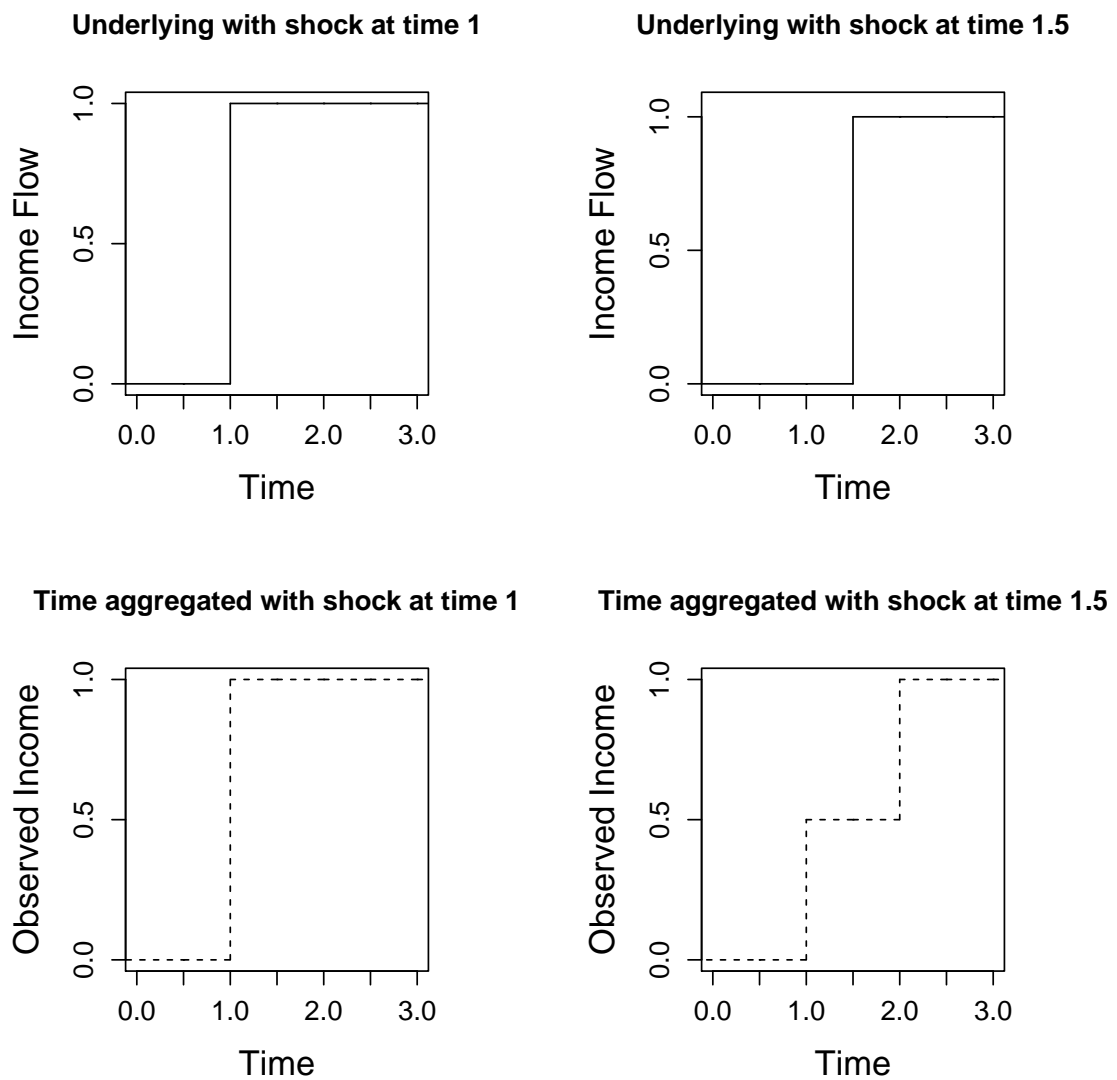 Underlying with shock at time 1
Income Flow
1.0
0.5
0.0
0.0 1.0 2.0 3.0
Time
Underlying with shock at time 1.5
Income Flow
1.0
0.5
0.0
0.0 1.0 2.0 3.0
Time
Time aggregated with shock at time 1
Observed Income
1.0
0.5
0.0
0.0 1.0 2.0 3.0
Time
Time aggregated with shock at time 1.5
Observed Income
1.0
0.5
0.0
0.0 1.0 2.0 3.0
Time